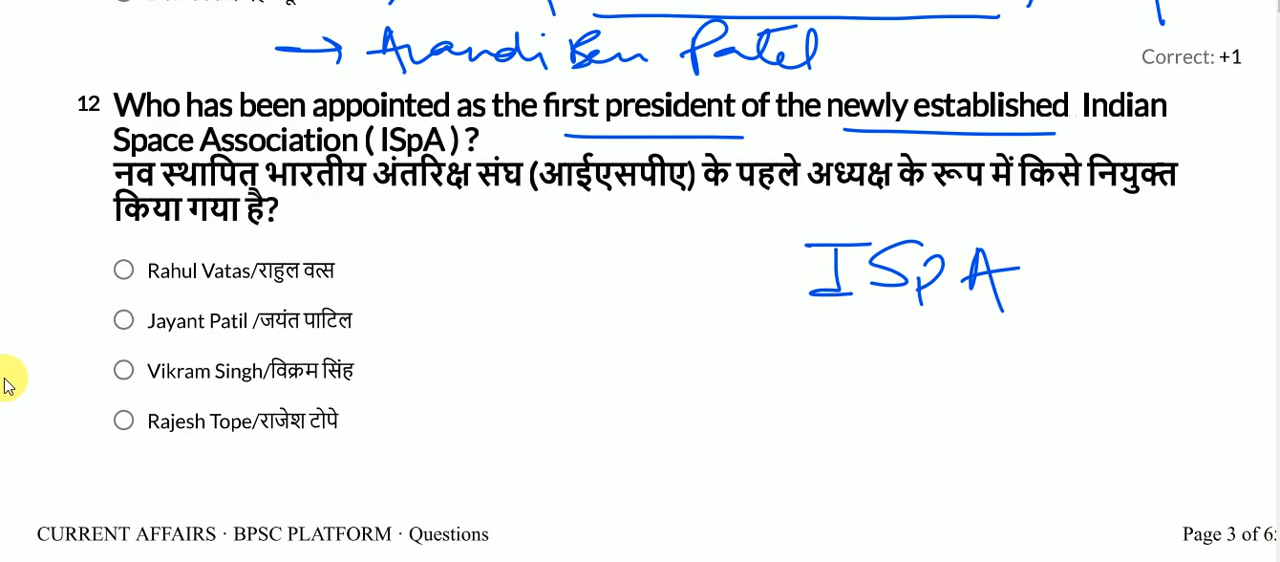 → Anandi Ben Patel
Correct: +1
12 Who has been appointed as the first president of the newly established Indian
Space Association ( ISpA ) ?
नव स्थापित भारतीय अंतरिक्ष संघ (आईएसपीए) के पहले अध्यक्ष के रूप में किसे नियुक्त
किया गया है?
ISPA
Rahul Vatas/राहुल वत्स
Jayant Patil /जयंत पाटिल
Vikram Singh/विक्रम सिंह
Rajesh Tope/राजेश टोपे
CURRENT AFFAIRS · BPSC PLATFORM · Questions
Page 3 of 6